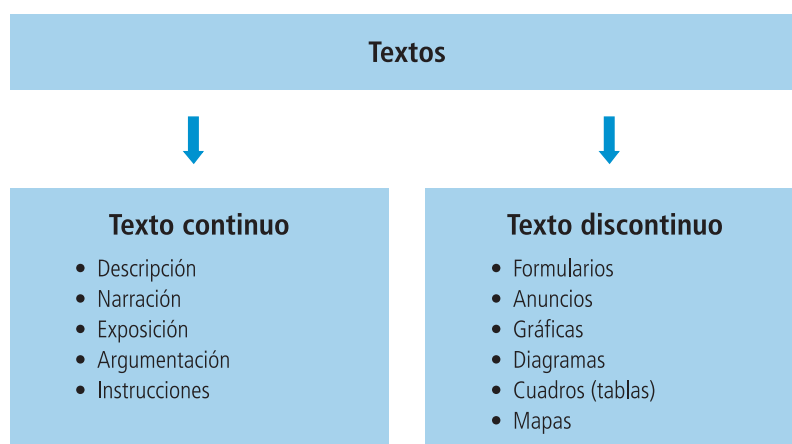 Textos
Texto continuo
• Descripción
• Narración
• Exposición
• Argumentación
• Instrucciones
Texto discontinuo
• Formularios
• Anuncios
• Gráficas
• Diagramas
• Cuadros (tablas)
• Mapas